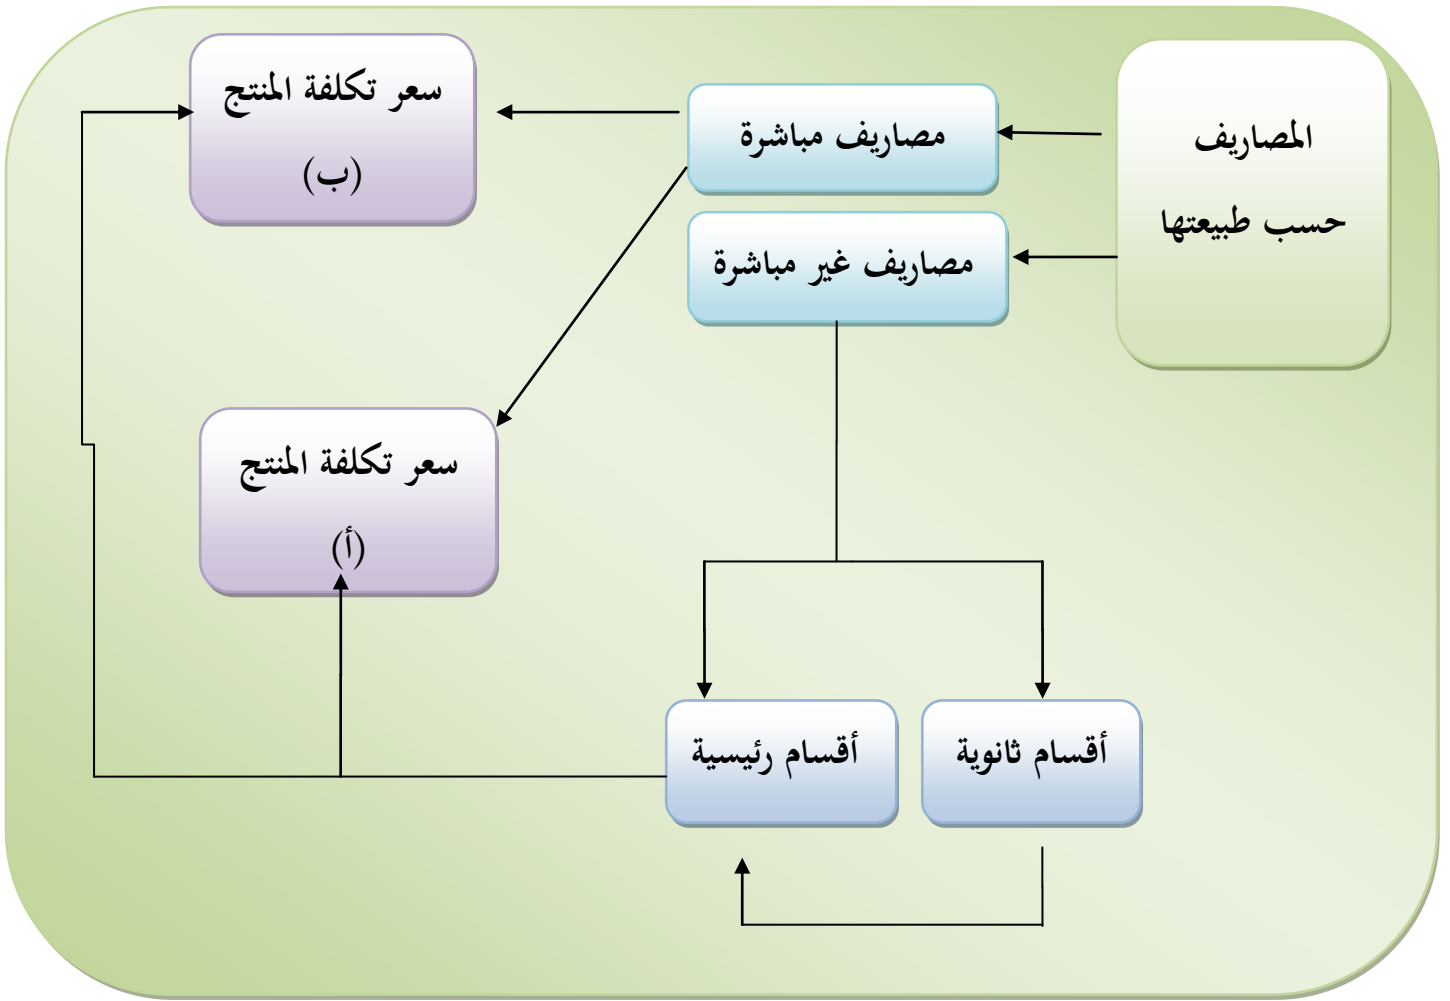 المصاريف
حسب طبيعتها
مصاريف مباشرة
مصاريف غير مباشرة
سعر تكلفة المنتج
(ب)
سعر تكلفة المنتج
(أ)
أقسام ثانوية
أقسام رئيسية